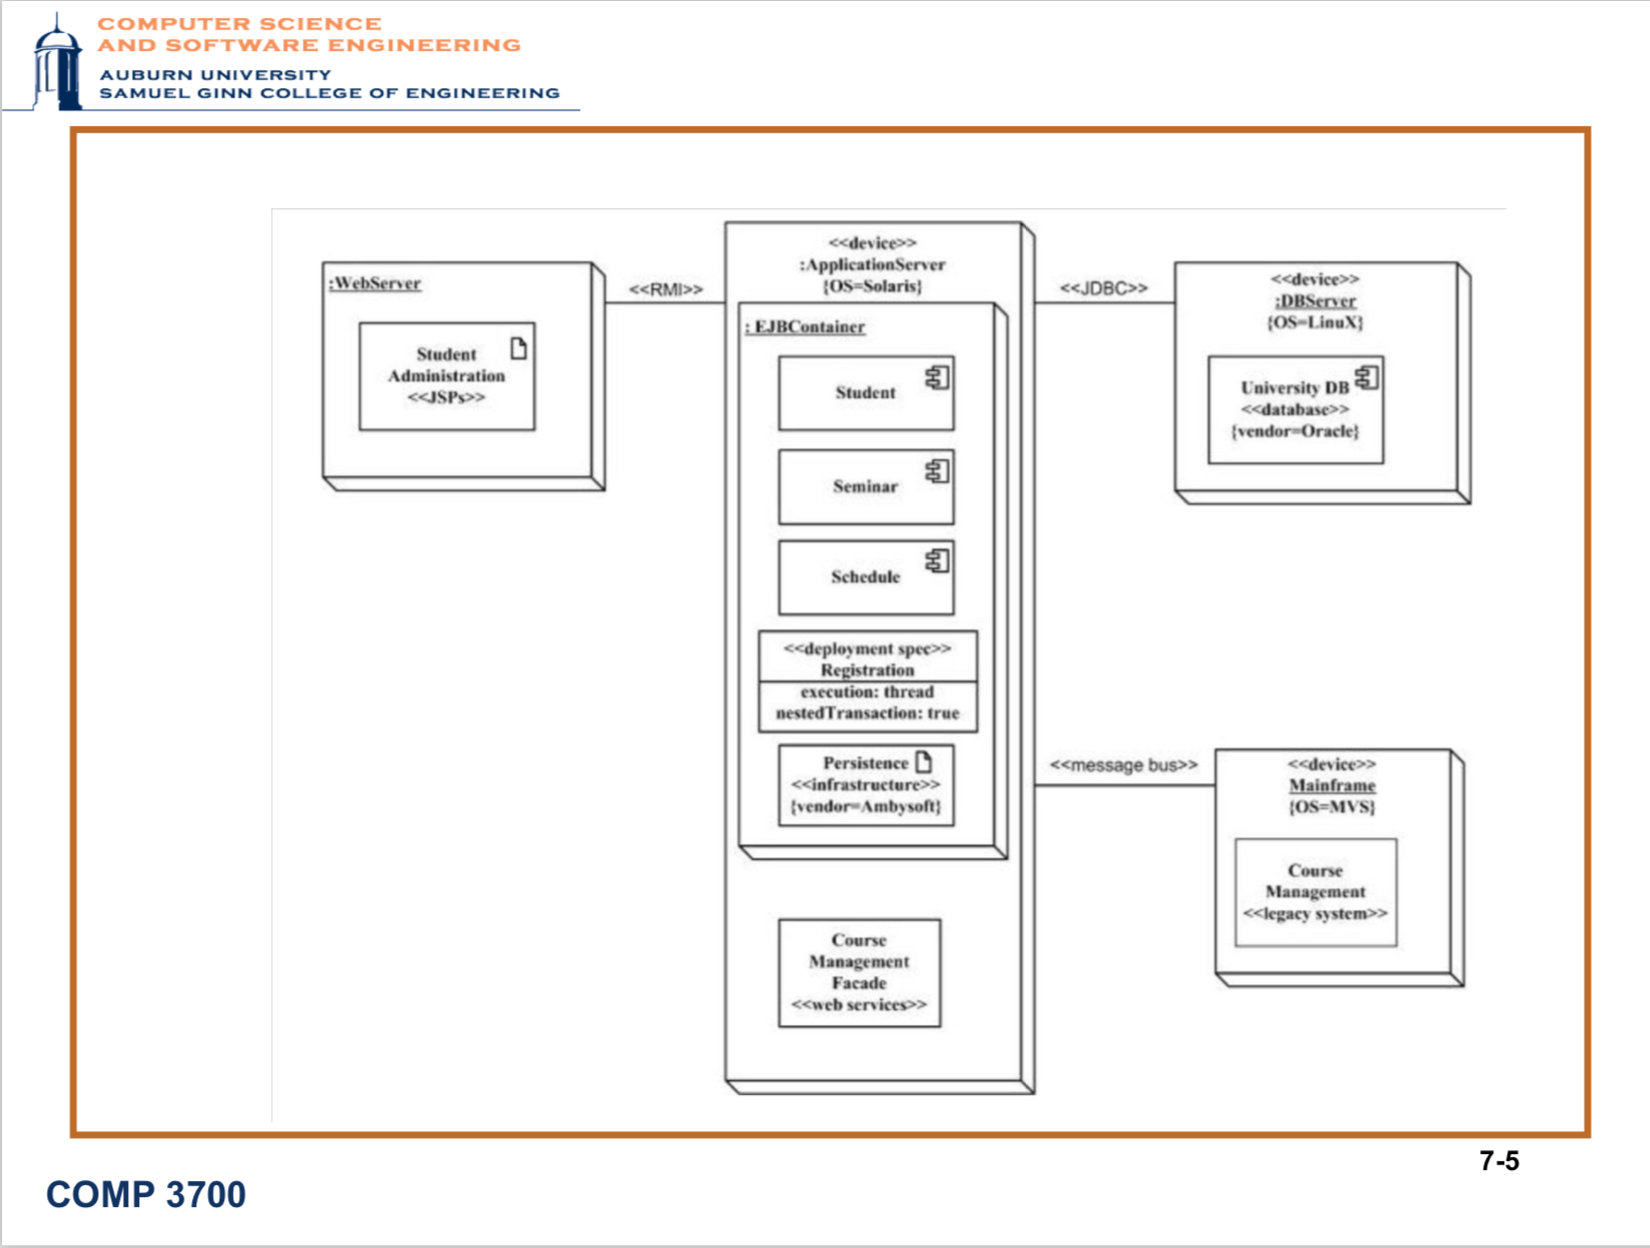 COMPUTER SCIENCE
AND SOFTWARE ENGINEERING
AUBURN UNIVERSITY
SAMUEL GINN COLLEGE OF ENGINEERING
:WebServer
Student
Administration
<<JSPs>>
<<RMI>>
<<device>>
:ApplicationServer
{OS=Solaris}
: EJBContainer
Student
Seminar
Schedule
<<deployment spec>>
Registration
execution: thread
nestedTransaction: true
Persistence
<<infrastructure>>
{vendor=Ambysoft}
Course
Management
Facade
<<web services>>
<<JDBC>>
<<device>>
:DBServer
{OS=LinuX}
University DB
<<database>>
{vendor=Oracle}
<<message bus>>
<<device>>
Mainframe
{OS=MVS}
Course
Management
<<legacy system>>
7-5
COMP 3700